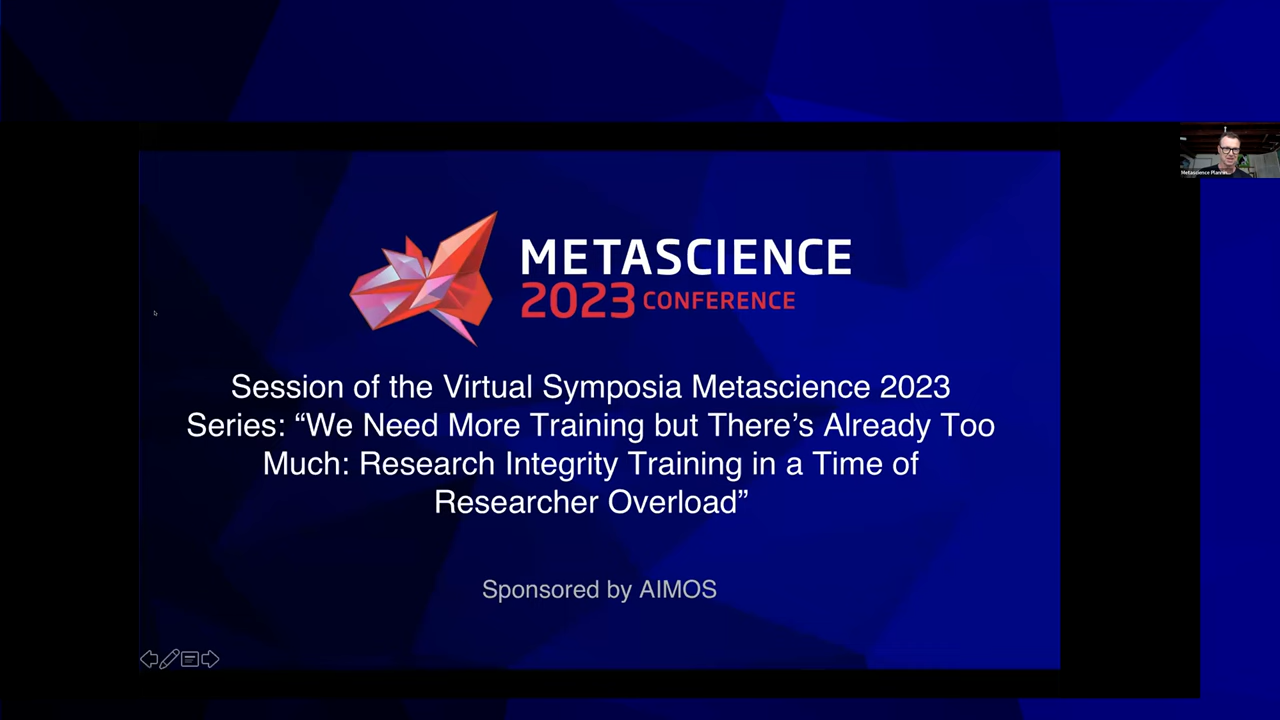 METASCIENCE
2023 CONFERENCE
Session of the Virtual Symposia Metascience 2023
Series: “We Need More Training but There’s Already Too
Much: Research Integrity Training in a Time of
Researcher Overload”
Sponsored by AIMOS
Metascience